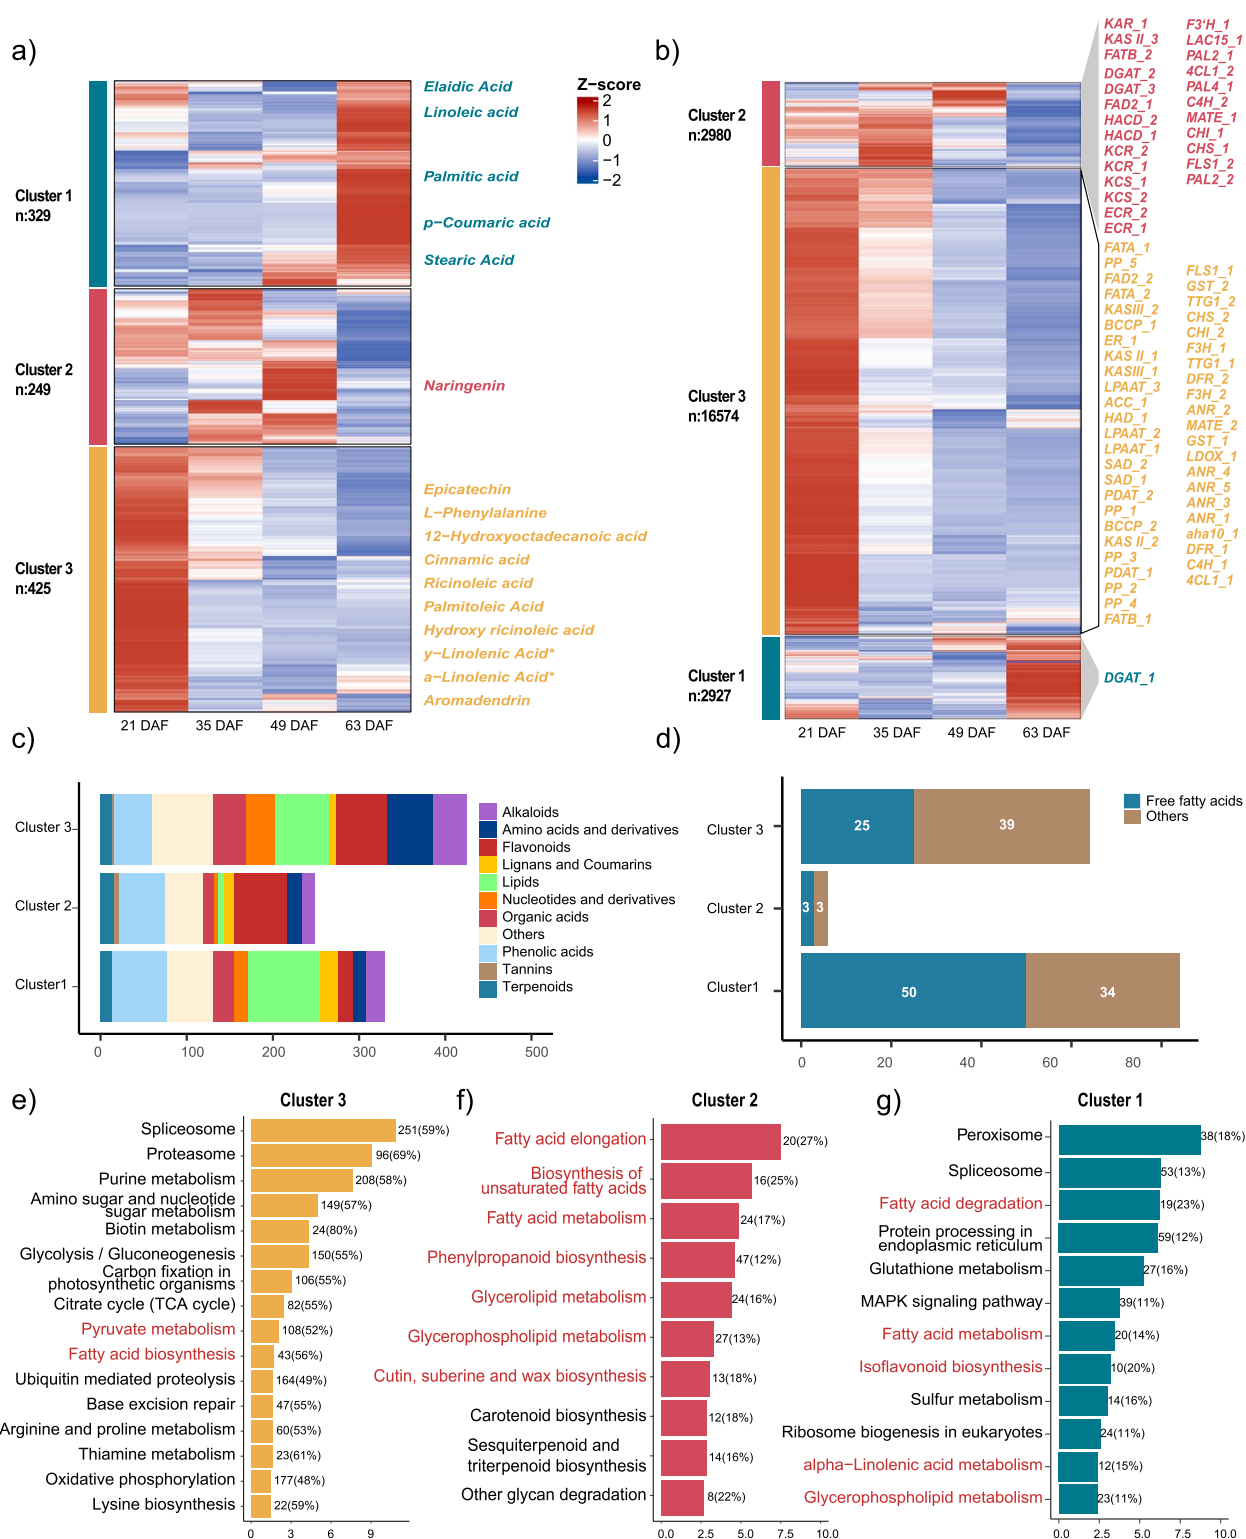 a)
Cluster 1
n:329
Cluster 2
n:249
Cluster 3
n:425
Elaidic Acid
Linoleic acid
Palmitic acid
p−Coumaric acid
Stearic Acid
Naringenin
Epicatechin
L−Phenylalanine
12−Hydroxyoctadecanoic acid
Cinnamic acid
Ricinoleic acid
Palmitoleic Acid
Hydroxy ricinoleic acid
y−Linolenic Acid*
a−Linolenic Acid*
Aromadendrin
21 DAF 35 DAF 49 DAF 63 DAF
Z−score
2
1
0
−1
−2
b)
Cluster 2
n:2980
Cluster 3
n:16574
Cluster 1
n:2927
21 DAF 35 DAF 49 DAF 63 DAF
KAR_1
KAS II_3
FATB_2
DGAT_2
DGAT_3
FAD2_1
HACD_2
HACD_1
KCR_2
KCR_1
KCS_1
KCS_2
ECR_2
ECR_1
F3'H_1
LAC15_1
PAL2_1
4CL1_2
PAL4_1
C4H_2
MATE_1
CHI_1
CHS_1
FLS1_2
PAL2_2
FATA_1
PP_5
FAD2_2
FATA_2
KASIII_2
BCCP_1
ER_1
KAS II_1
KASIII_1
LPAAT_3
ACC_1
HAD_1
LPAAT_2
LPAAT_1
SAD_2
SAD_1
PDAT_2
PP_1
BCCP_2
KAS II_2
PP_3
PDAT_1
PP_2
PP_4
FATB_1
FLS1_1
GST_2
TTG1_2
CHS_2
CHI_2
F3H_1
TTG1_1
DFR_2
F3H_2
ANR_2
MATE_2
GST_1
LDOX_1
ANR_4
ANR_5
ANR_3
ANR_1
aha10_1
DFR_1
C4H_1
4CL1_1
DGAT_1
c)
Cluster 3
Cluster 2
Cluster1
0 100 200 300 400 500
Alkaloids
Amino acids and derivatives
Flavonoids
Lignans and Coumarins
Lipids
Nucleotides and derivatives
Organic acids
Others
Phenolic acids
Tannins
Terpenoids
d)
Cluster 3 25 39
Cluster 2 3 3
Cluster1 50 34
0 20 40 60 80
Free fatty acids
Others
e)
Cluster 3
Spliceosome 251(59%)
Proteasome 96(69%)
Purine metabolism 208(58%)
Amino sugar and nucleotide
sugar metabolism 149(57%)
Biotin metabolism 24(80%)
Glycolysis / Gluconeogenesis 150(55%)
Carbon fixation in
photosynthetic organisms 106(55%)
Citrate cycle (TCA cycle) 82(55%)
Pyruvate metabolism 108(52%)
Fatty acid biosynthesis 43(56%)
Ubiquitin mediated proteolysis 164(49%)
Base excision repair 47(55%)
Arginine and proline metabolism 60(53%)
Thiamine metabolism 23(61%)
Oxidative phosphorylation 177(48%)
Lysine biosynthesis 22(59%)
0 3 6 9
f)
Cluster 2
Fatty acid elongation 20(27%)
Biosynthesis of
unsaturated fatty acids 16(25%)
Fatty acid metabolism 24(17%)
Phenylpropanoid biosynthesis 47(12%)
Glycerolipid metabolism 24(16%)
Glycerophospholipid metabolism 27(13%)
Cutin, suberine and wax biosynthesis 13(18%)
Carotenoid biosynthesis 12(18%)
Sesquiterpenoid and
triterpenoid biosynthesis 14(16%)
Other glycan degradation 8(22%)
0.0 2.5 5.0 7.5 10.0
g)
Cluster 1
Peroxisome 38(18%)
Spliceosome 53(13%)
Fatty acid degradation 19(23%)
Protein processing in
endoplasmic reticulum 59(12%)
Glutathione metabolism 27(16%)
MAPK signaling pathway 39(11%)
Fatty acid metabolism 20(14%)
Isoflavonoid biosynthesis 10(20%)
Sulfur metabolism 14(16%)
Ribosome biogenesis in eukaryotes 24(11%)
alpha−Linolenic acid metabolism 12(15%)
Glycerophospholipid metabolism 23(11%)
0.0 2.5 5.0 7.5 10.0